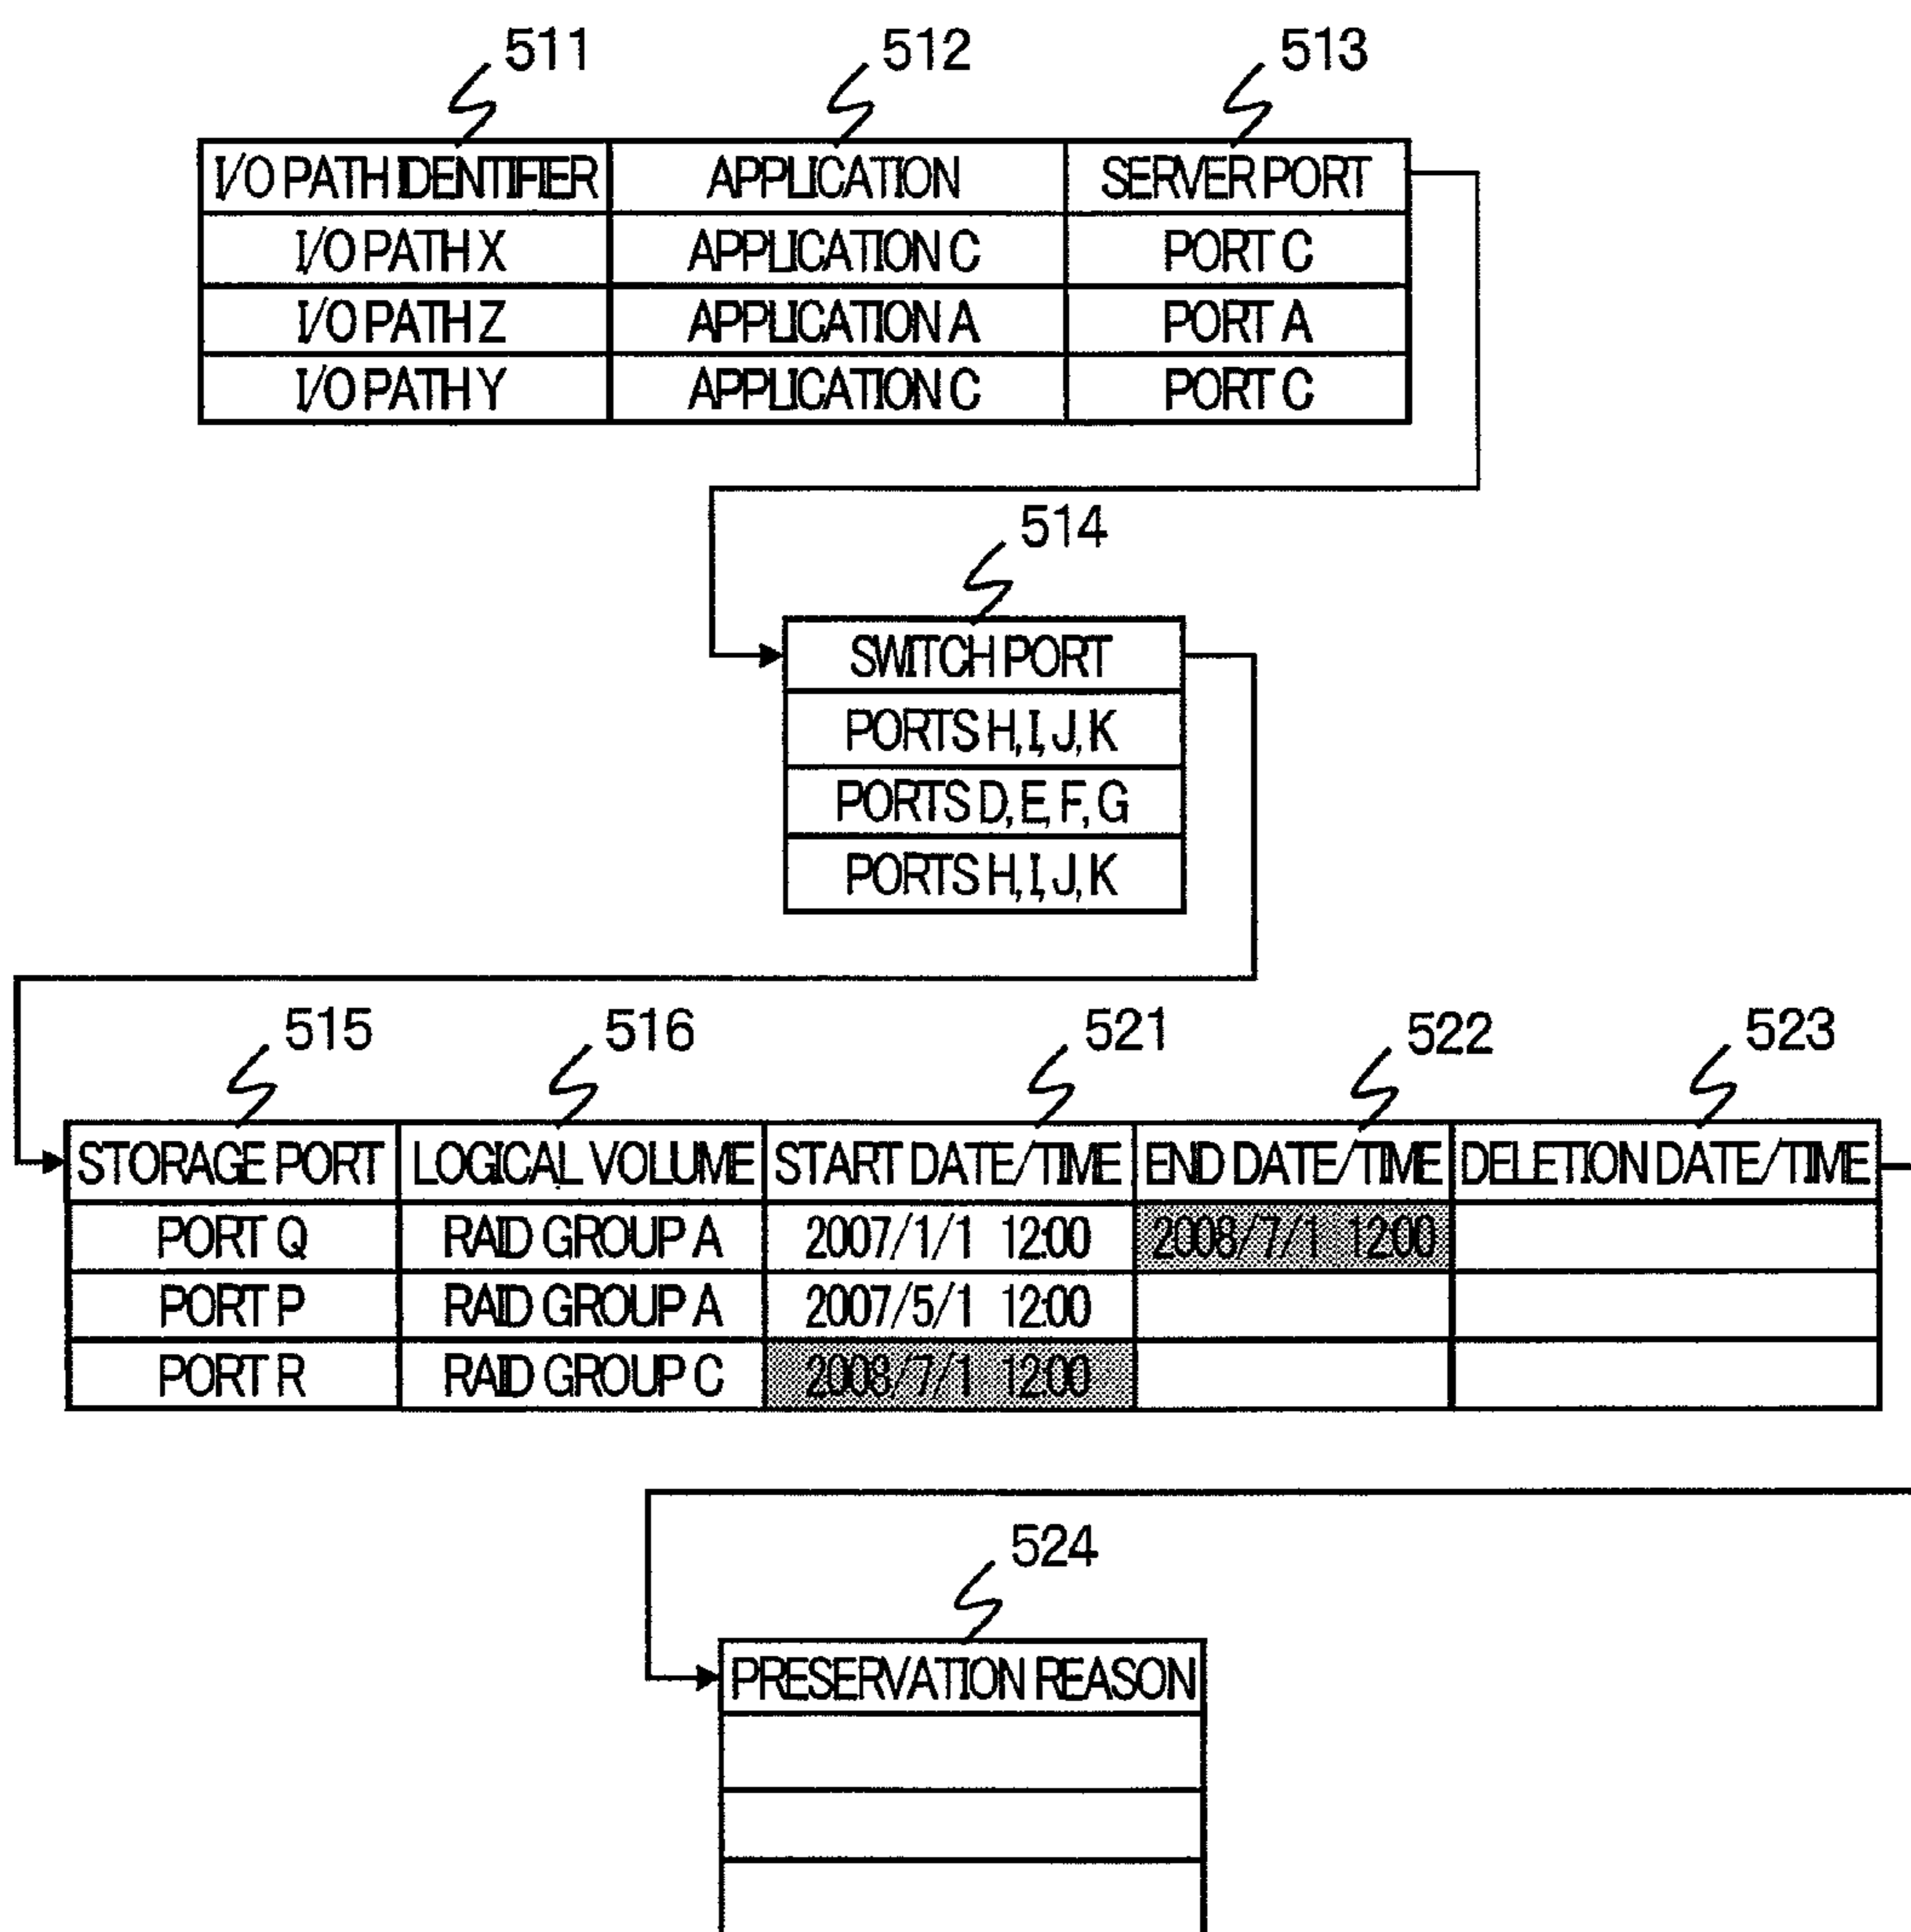 511 512 513
I/O PATH IDENTIFIER APPLICATION SERVER PORT
I/O PATH X APPLICATION C PORT C
I/O PATH Z APPLICATION A PORT A
I/O PATH Y APPLICATION C PORT C
514
SWITCH PORT
PORTS H, I, J, K
PORTS D, E, F, G
PORTS H, I, J, K
515 516 521 522 523
STORAGE PORT LOGICAL VOLUME START DATE/TIME END DATE/TIME DELETION DATE/TIME
PORT Q RAID GROUP A 2007/1/1 12:00 2008/7/1 12:00
PORT P RAID GROUP A 2007/5/1 12:00
PORT R RAID GROUP C 2008/7/1 12:00
524
PRESERVATION REASON